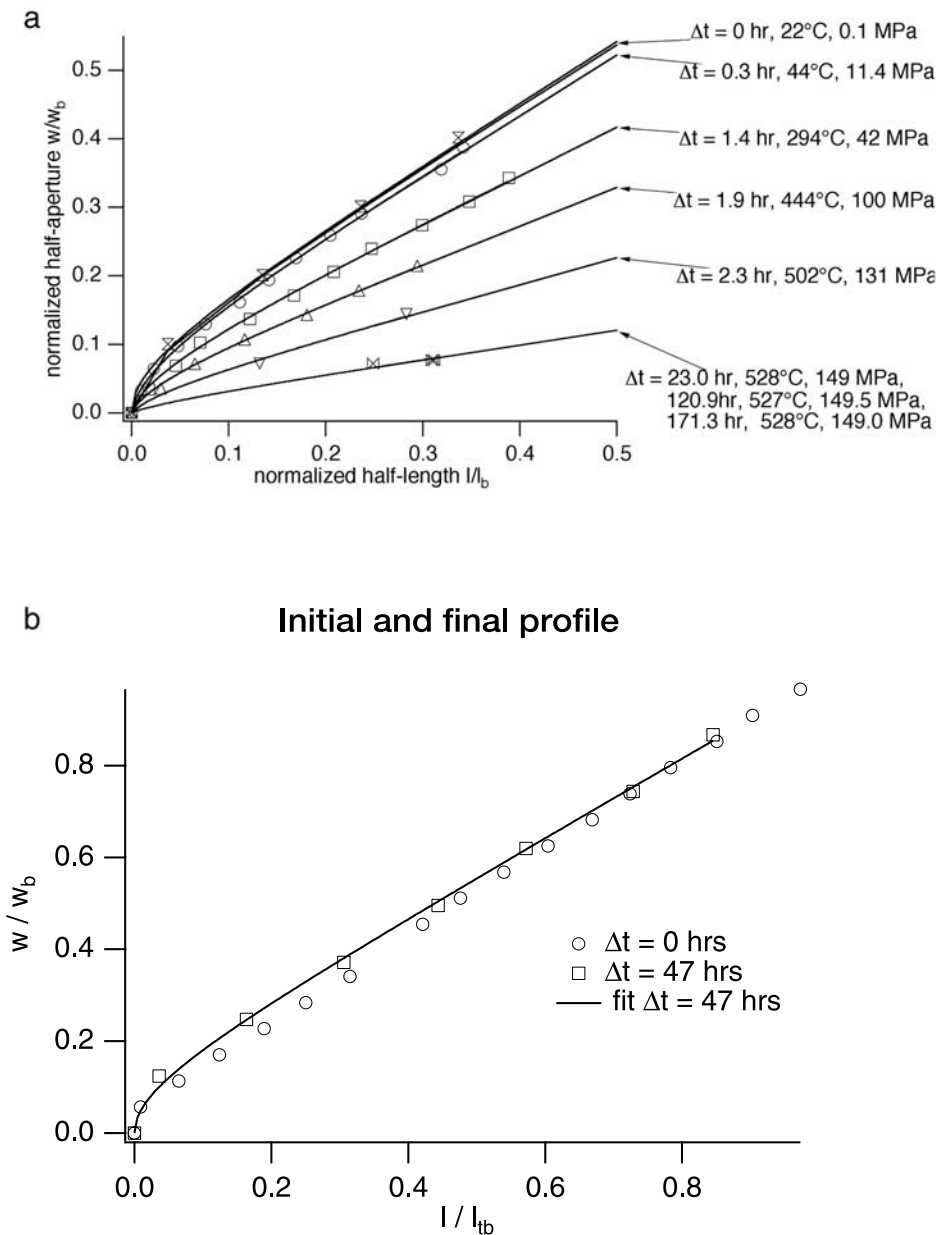 a
normalized half-aperture w/w_b
0.5
0.4
0.3
0.2
0.1
0.0
0.0 0.1 0.2 0.3 0.4 0.5
normalized half-length l/l_b
Δt = 0 hr, 22°C, 0.1 MPa
Δt = 0.3 hr, 44°C, 11.4 MPa
Δt = 1.4 hr, 294°C, 42 MPa
Δt = 1.9 hr, 444°C, 100 MPa
Δt = 2.3 hr, 502°C, 131 MPa
Δt = 23.0 hr, 528°C, 149 MPa,
120.9hr, 527°C, 149.5 MPa,
171.3 hr, 528°C, 149.0 MPa
b
Initial and final profile
w / w_b
0.8
0.6
0.4
0.2
0.0
Δt = 0 hrs
Δt = 47 hrs
fit Δt = 47 hrs
0.0 0.2 0.4 0.6 0.8
l / l_tb